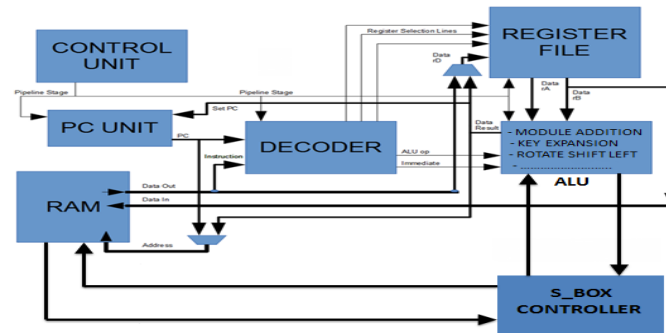 CONTROL
UNIT
Pipeline Stage
Pipeline Stage
PC UNIT
Set PC
PC
Instruction
DECODER
Register Selection Lines
Data
rD
REGISTER
FILE
Data
rA
Data
rB
Data
Result
ALU op
Immediate
- MODULE ADDITION
- KEY EXPANSION
- ROTATE SHIFT LEFT
- ............................
ALU
RAM
Data Out
Data In
Address
S_BOX
CONTROLLER